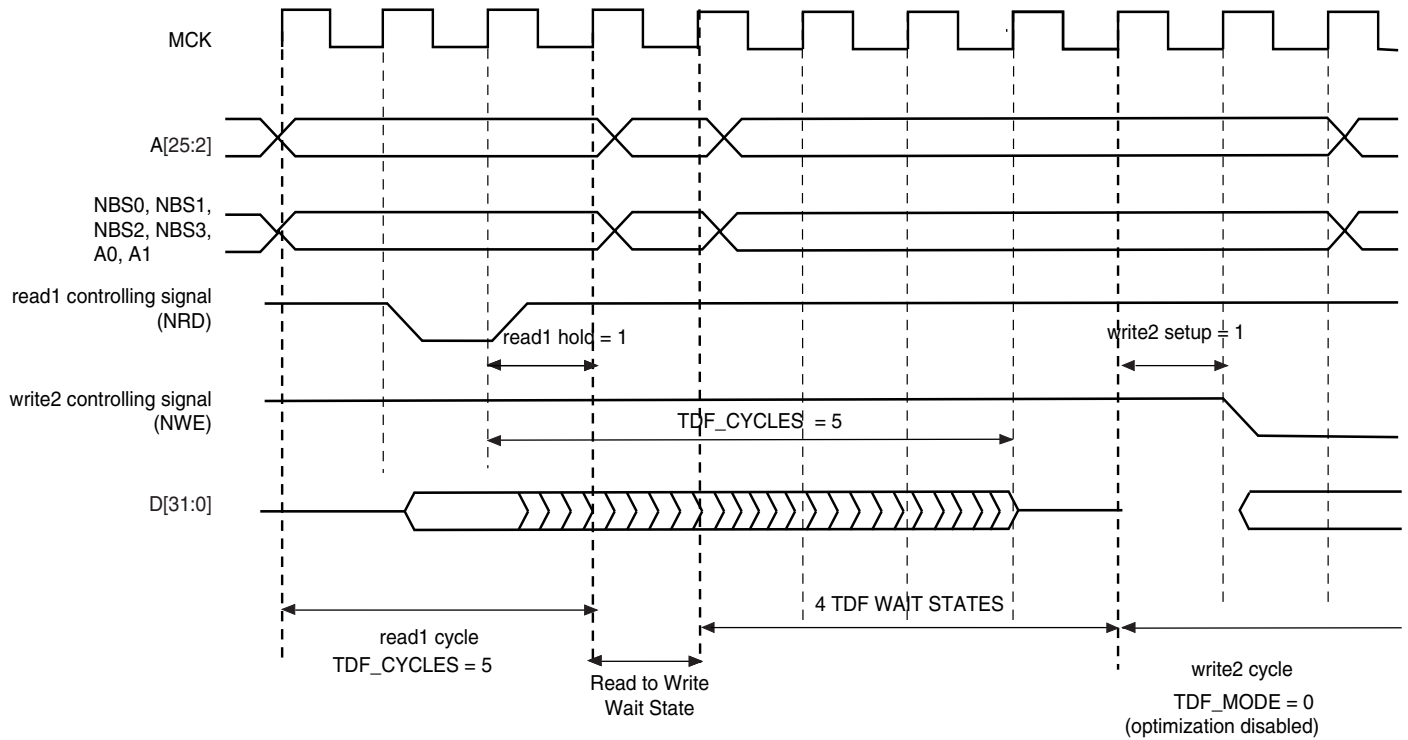 MCK
A[25:2]
NBS0, NBS1,
NBS2, NBS3,
A0, A1
read1 controlling signal
(NRD)
read1 hold = 1
write2 setup = 1
write2 controlling signal
(NWE)
TDF_CYCLES = 5
D[31:0]
4 TDF WAIT STATES
read1 cycle
TDF_CYCLES = 5
Read to Write
Wait State
write2 cycle
TDF_MODE = 0
(optimization disabled)